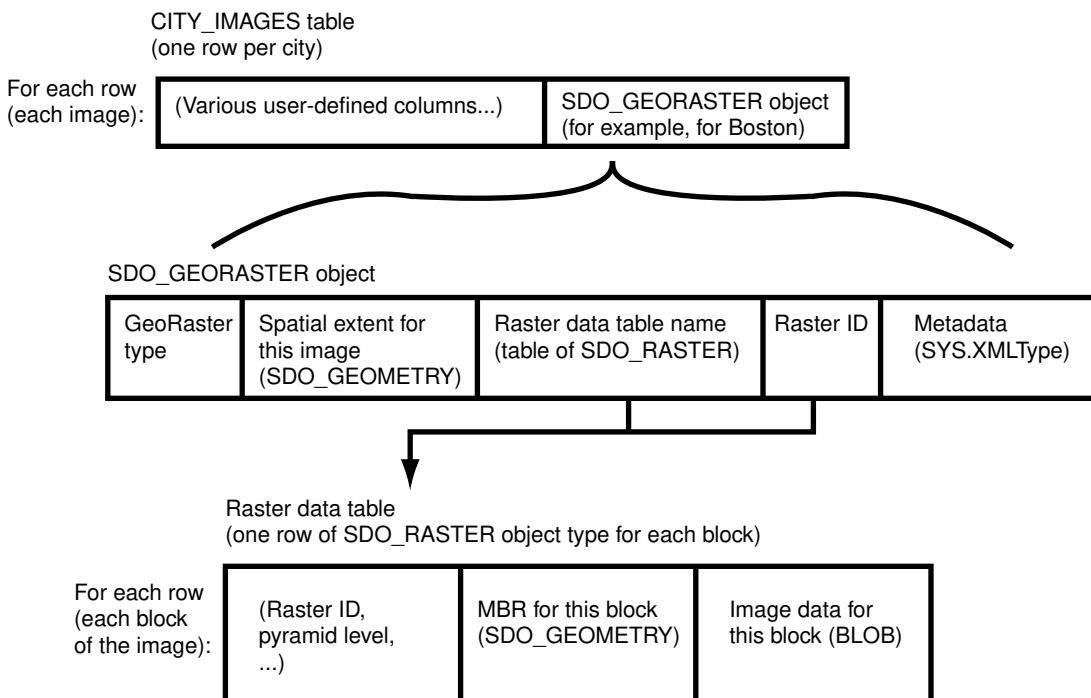 CITY_IMAGES table
(one row per city)
For each row
(each image):
(Various user-defined columns...)
SDO_GEORASTER object
(for example, for Boston)
SDO_GEORASTER object
GeoRaster
type
Spatial extent for
this image
(SDO_GEOMETRY)
Raster data table name
(table of SDO_RASTER)
Raster ID
Metadata
(SYS.XMLType)
Raster data table
(one row of SDO_RASTER object type for each block)
For each row
(each block
of the image):
(Raster ID,
pyramid level,
...)
MBR for this block
(SDO_GEOMETRY)
Image data for
this block (BLOB)